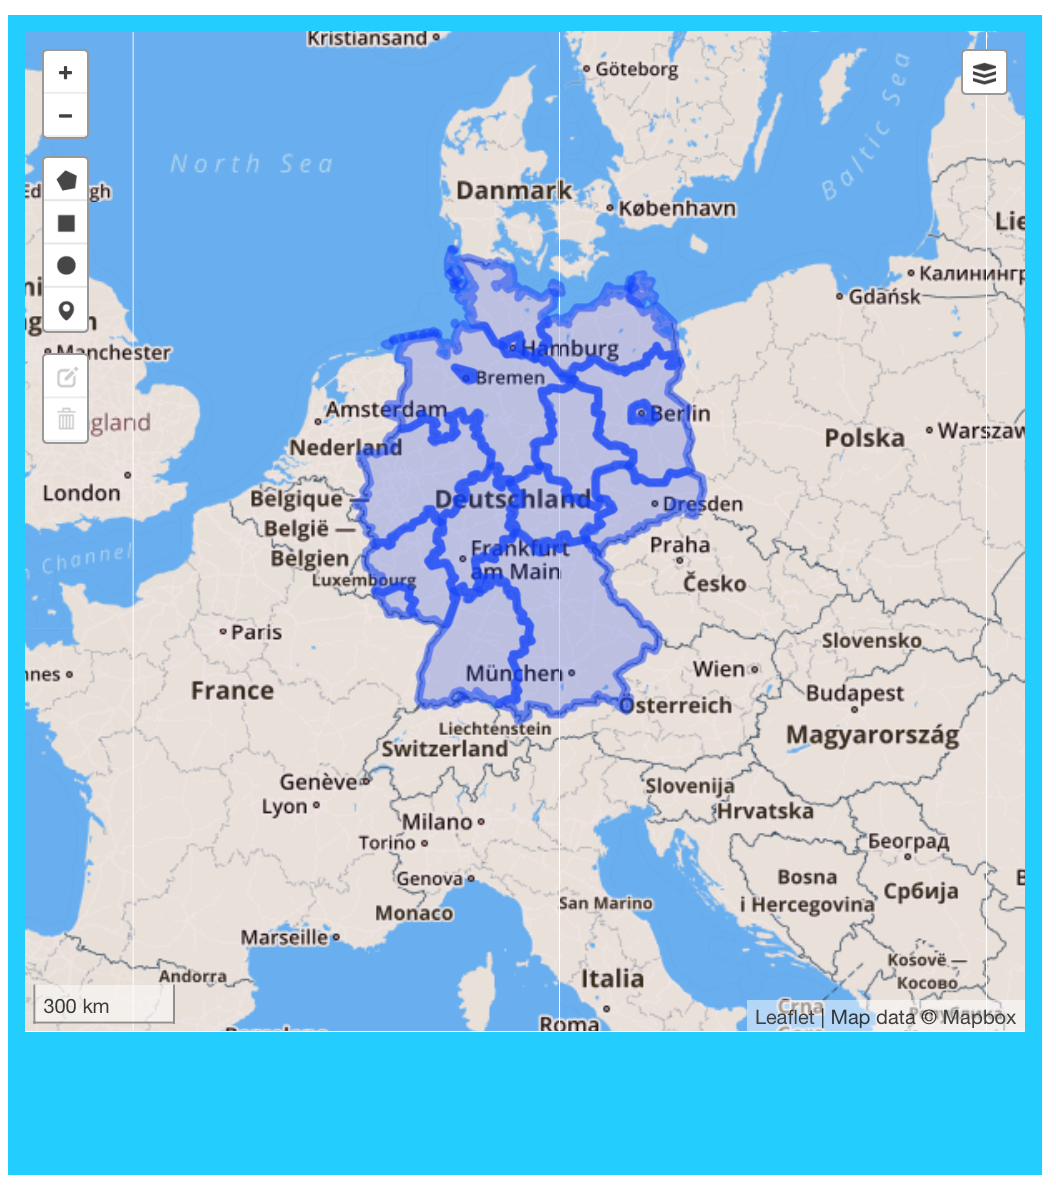 Kristiansand
Göteborg
+
−
North Sea
Baltic Sea
Danmark
København
Lie
Калинингр
Gdańsk
Hamburg
Manchester
Bremen
Amsterdam
Berlin
gland
Nederland
Polska
Warszaw
London
Belgique —
België —
Belgien
Deutschland
Dresden
Channel
Frankfurt
am Main
Praha
Česko
Luxembourg
Paris
Slovensko
nnes
München
Wien
France
Budapest
Österreich
Liechtenstein
Magyarország
Switzerland
Genève
Slovenija
Lyon
Hrvatska
Milano
Torino
Београд
Genova
Bosna
i Hercegovina
Србија
San Marino
Monaco
Marseille
Kosovë —
Косово
Andorra
Italia
300 km
Crna
Roma
Leaflet | Map data © Mapbox